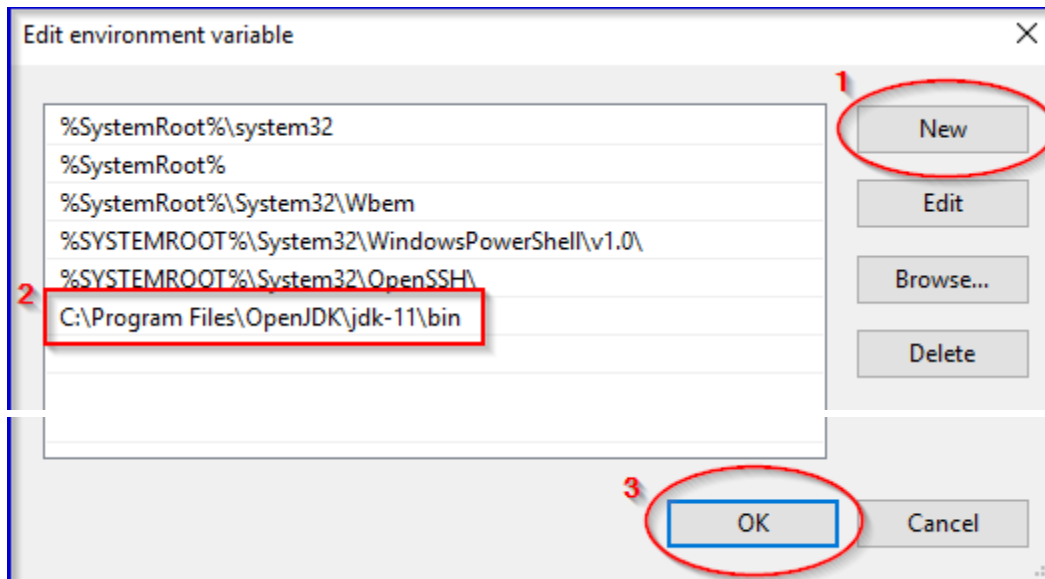 Edit environment variable
1
%SystemRoot%\system32
New
%SystemRoot%
%SystemRoot%\System32\Wbem
Edit
%SYSTEMROOT%\System32\WindowsPowerShell\v1.0\
%SYSTEMROOT%\System32\OpenSSH\
Browse...
2
C:\Program Files\OpenJDK\jdk-11\bin
Delete
3
OK
Cancel